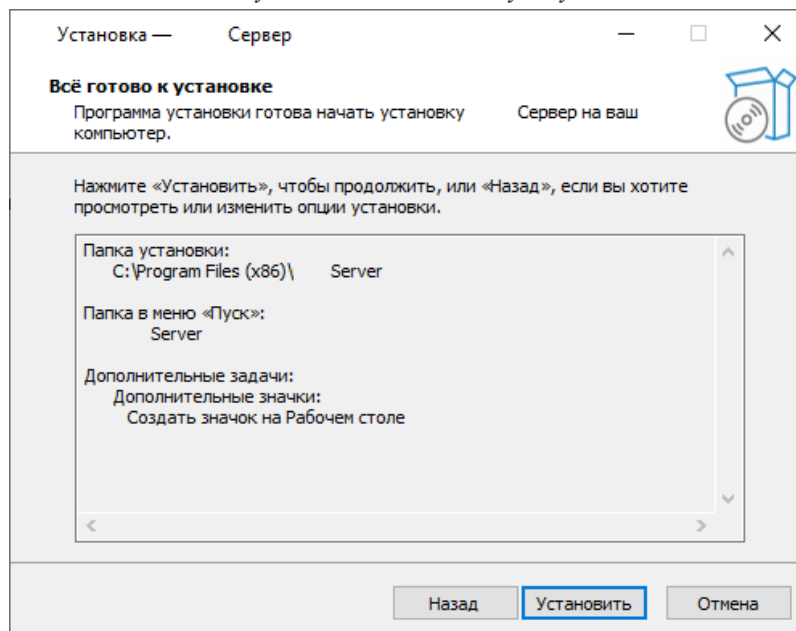 Установка — Сервер
Всё готово к установке
Программа установки готова начать установку Сервер на ваш
компьютер.
Нажмите «Установить», чтобы продолжить, или «Назад», если вы хотите
просмотреть или изменить опции установки.
Папка установки:
C:\Program Files (x86)\ Server
Папка в меню «Пуск»:
Server
Дополнительные задачи:
Дополнительные значки:
Создать значок на Рабочем столе
Назад Установить Отмена